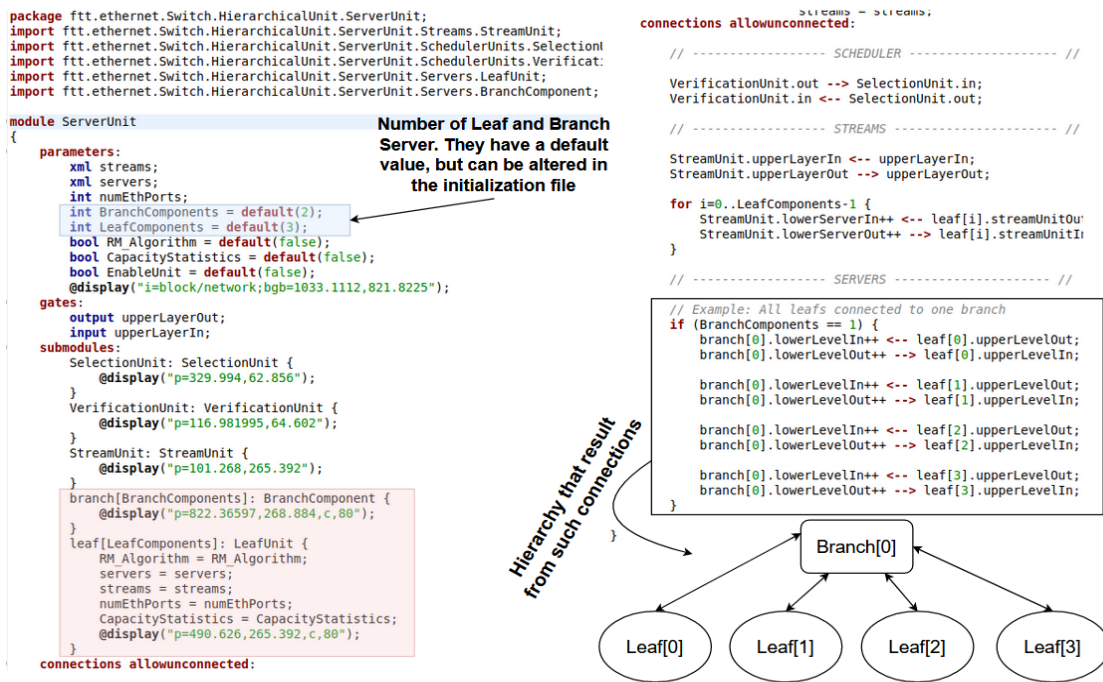 package ftt.ethernet.Switch.HierarchicalUnit.ServerUnit;
import ftt.ethernet.Switch.HierarchicalUnit.ServerUnit.Streams.StreamUnit;
import ftt.ethernet.Switch.HierarchicalUnit.ServerUnit.SchedulerUnits.Selection
import ftt.ethernet.Switch.HierarchicalUnit.ServerUnit.SchedulerUnits.Verificati
import ftt.ethernet.Switch.HierarchicalUnit.ServerUnit.Servers.LeafUnit;
import ftt.ethernet.Switch.HierarchicalUnit.ServerUnit.Servers.BranchComponent;
module ServerUnit
{
parameters:
xml streams;
xml servers;
int numEthPorts;
int BranchComponents = default(2);
int LeafComponents = default(3);
bool RM_Algorithm = default(false);
bool CapacityStatistics = default(false);
bool EnableUnit = default(false);
@display("i=block/network;bgb=1033.1112,821.8225");
gates:
output upperLayerOut;
input upperLayerIn;
submodules:
SelectionUnit: SelectionUnit {
@display("p=329.994,62.856");
}
VerificationUnit: VerificationUnit {
@display("p=116.981995,64.602");
}
StreamUnit: StreamUnit {
@display("p=101.268,265.392");
}
branch[BranchComponents]: BranchComponent {
@display("p=822.36597,268.884,c,80");
}
leaf[LeafComponents]: LeafUnit {
RM_Algorithm = RM_Algorithm;
servers = servers;
streams = streams;
numEthPorts = numEthPorts;
CapacityStatistics = CapacityStatistics;
@display("p=490.626,265.392,c,80");
}
connections allowunconnected:
Number of Leaf and Branch
Server. They have a default
value, but can be altered in
the initialization file
streams = streams;
connections allowunconnected:
// ------------------ SCHEDULER -------------------- //
VerificationUnit.out --> SelectionUnit.in;
VerificationUnit.in <-- SelectionUnit.out;
// ------------------ STREAMS --------------------- //
StreamUnit.upperLayerIn <-- upperLayerIn;
StreamUnit.upperLayerOut --> upperLayerOut;
for i=0..LeafComponents-1 {
StreamUnit.lowerServerIn++ <-- leaf[i].streamUnitOut
StreamUnit.lowerServerOut++ --> leaf[i].streamUnitIn
}
// ------------------ SERVERS --------------------- //
// Example: All leafs connected to one branch
if (BranchComponents == 1) {
branch[0].lowerLevelIn++ <-- leaf[0].upperLevelOut;
branch[0].lowerLevelOut++ --> leaf[0].upperLevelIn;
branch[0].lowerLevelIn++ <-- leaf[1].upperLevelOut;
branch[0].lowerLevelOut++ --> leaf[1].upperLevelIn;
branch[0].lowerLevelIn++ <-- leaf[2].upperLevelOut;
branch[0].lowerLevelOut++ --> leaf[2].upperLevelIn;
branch[0].lowerLevelIn++ <-- leaf[3].upperLevelOut;
branch[0].lowerLevelOut++ --> leaf[3].upperLevelIn;
}
}
Hierarchy that result
from such connections
Branch[0]
Leaf[0]
Leaf[1]
Leaf[2]
Leaf[3]